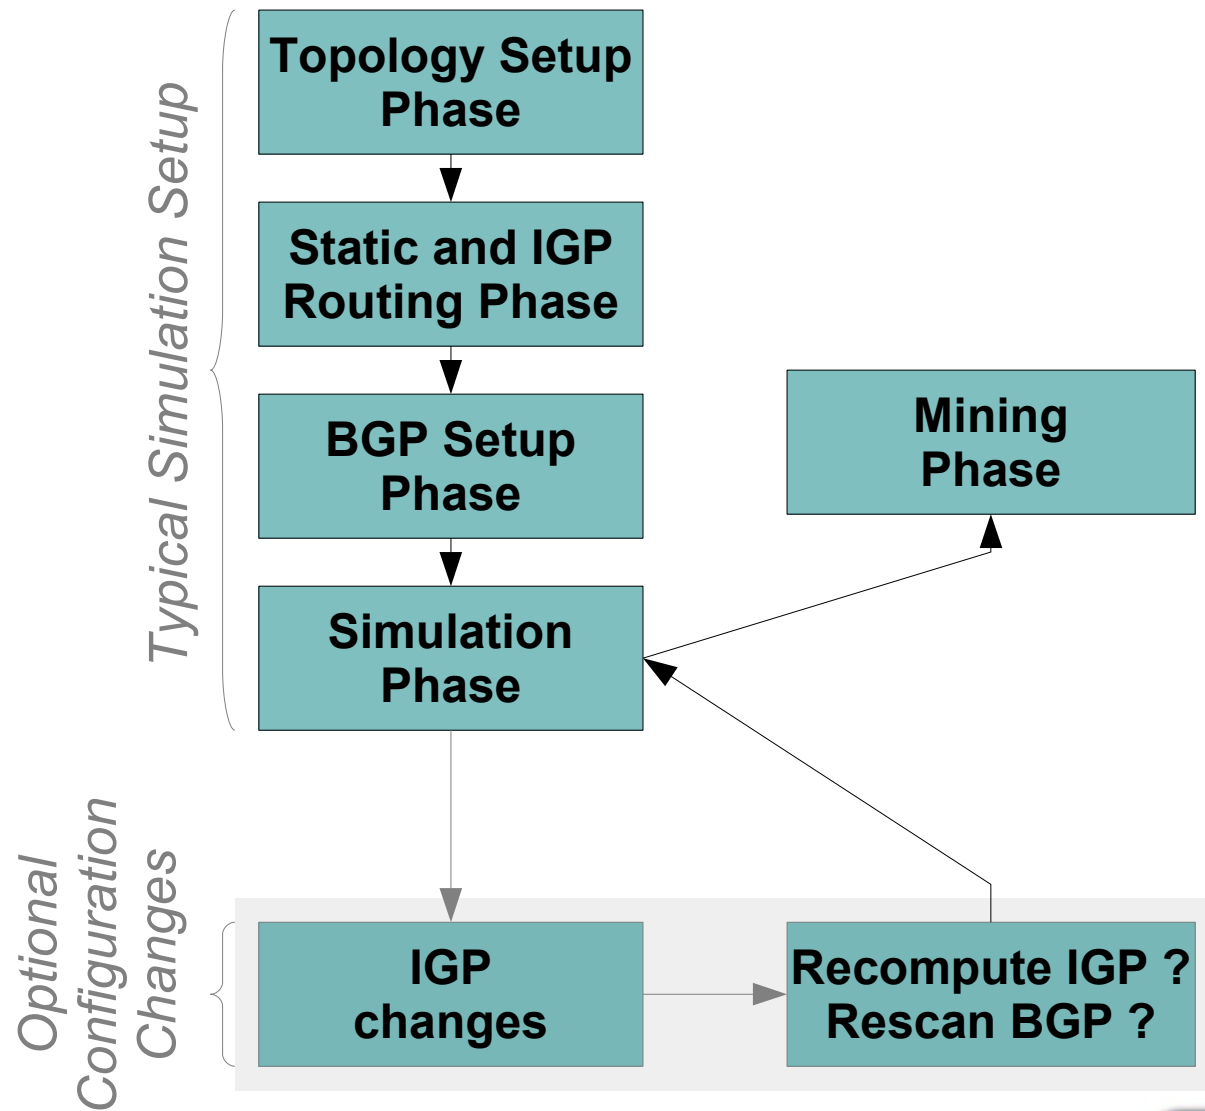 Typical Simulation Setup
Topology Setup
Phase
Static and IGP
Routing Phase
BGP Setup
Phase
Simulation
Phase
Mining
Phase
Optional
Configuration
Changes
IGP
changes
Recompute IGP ?
Rescan BGP ?